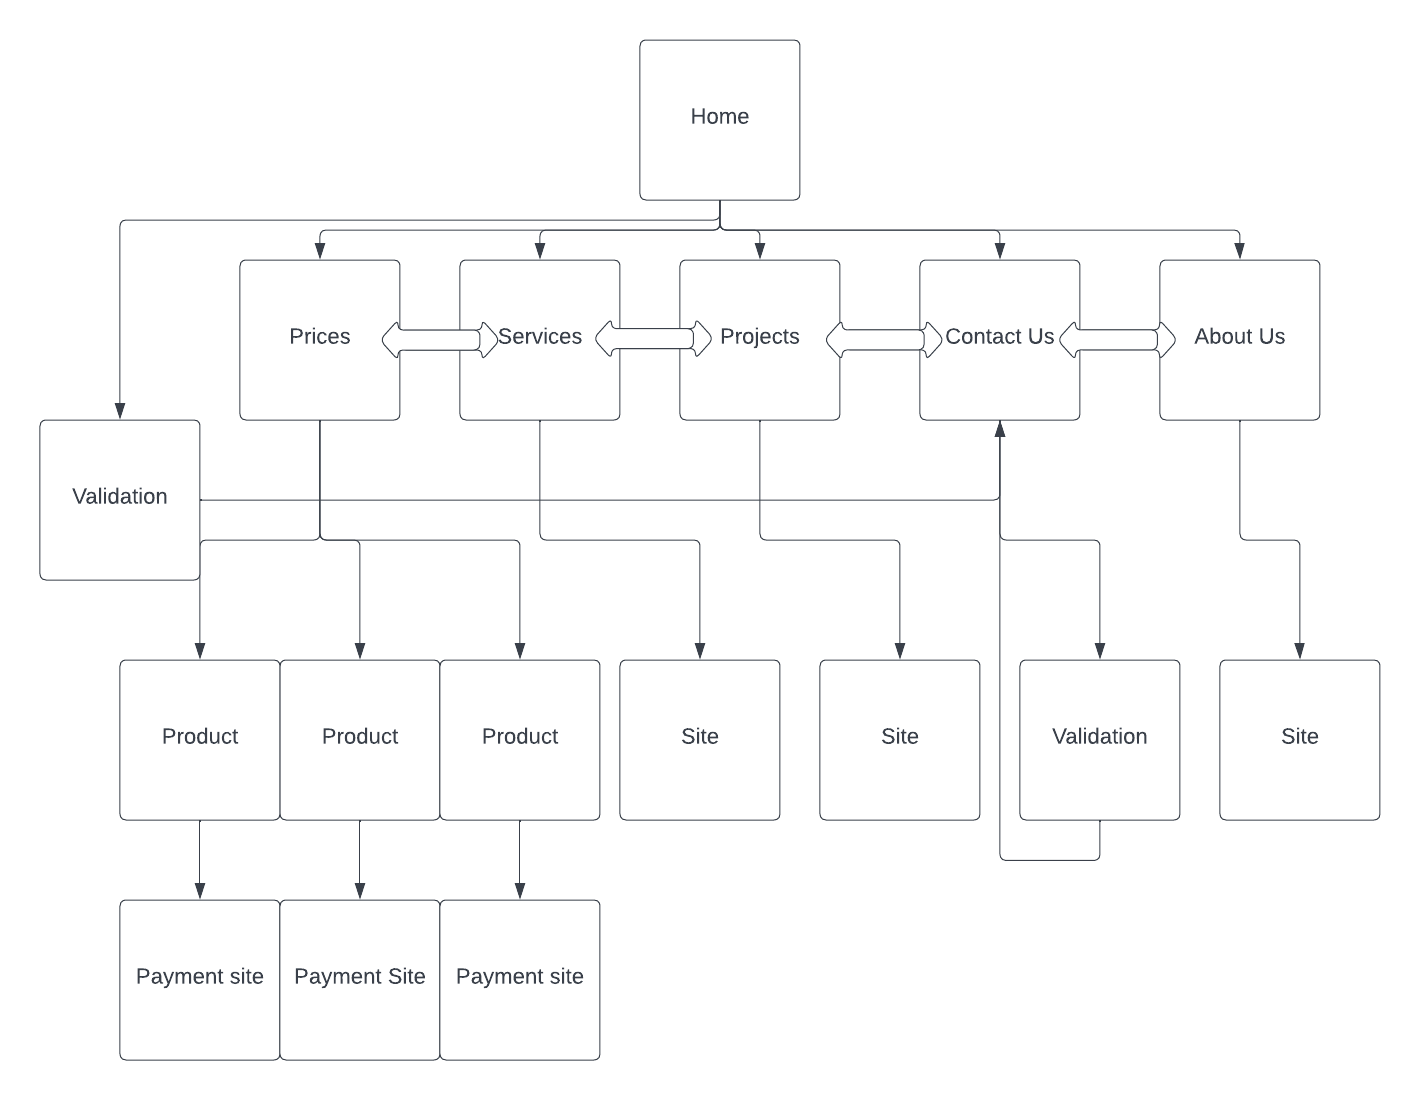 Home
Prices
Services
Projects
Contact Us
About Us
Validation
Product
Product
Product
Site
Site
Validation
Site
Payment site
Payment Site
Payment site